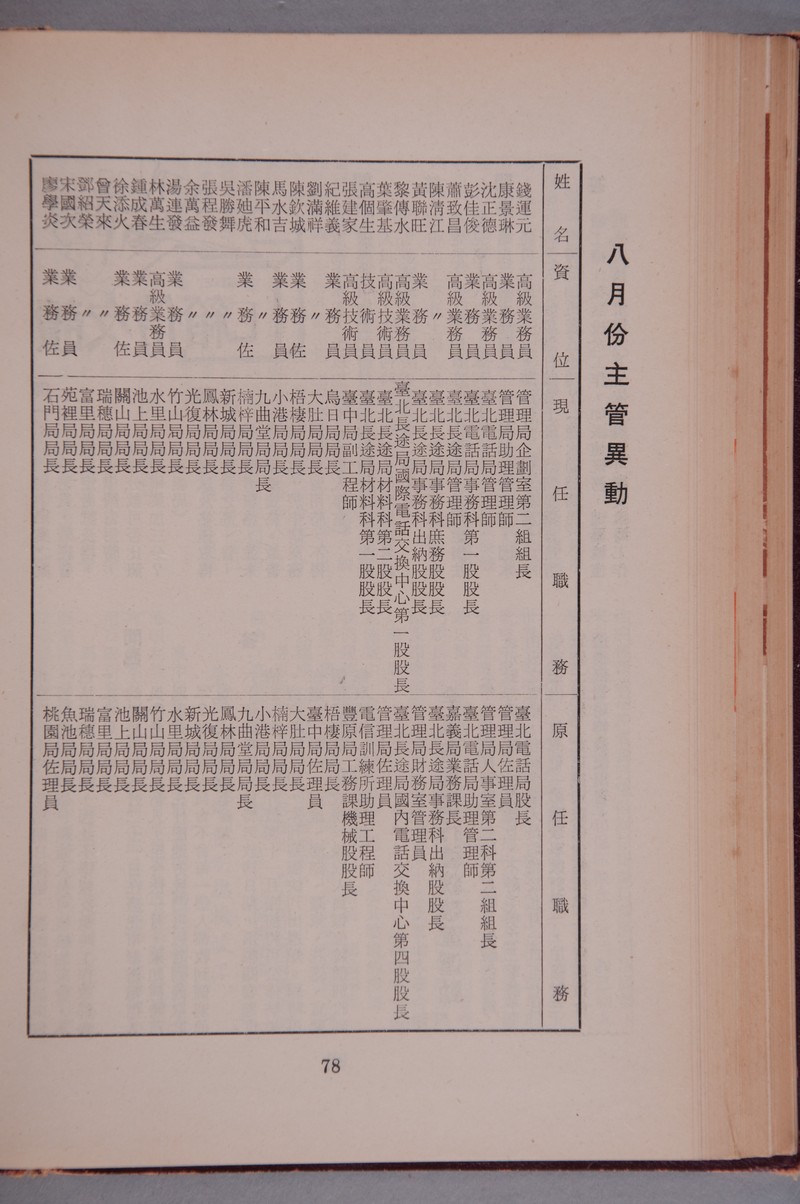 八月份主管異動
姓名 資位 現任職務 原任職務
錢運元 高級業務員 管理局企劃室第二組組長 臺北電話局股長
康景琳 業務員 管理局助理管理師 管理局佐理員
沈正德 高級業務員 臺北電話局管理師 管理局人事室第二科第二組組長
彭佳俊 業務員 臺北電話局事務科第一股股長 臺北電話局助理管理師
蕭致昌 高級業務員 臺北長途局管理師 嘉義局業務課長
陳清江 〃 臺北長途局事務科庶務股股長 臺北長途局事務科出納股股長
黃聯旺 業務員 臺北長途局事務科出納股股長 管理局財務室管理員
黎傳水 高級業務員 臺北長途局國際電話交換中心第一股股長 臺北長途局國內電話交換中心第四股股長
葉肇基 高級技術員 臺北長途局材料科第二股股長 管理局佐理員
高個生 技術員 臺北長途局材料科第一股股長 電信訓練所助理工程師
張建家 高級技術員 臺中局副工程師 豐原局工務課機械股股長
紀維義 業務員 烏日局局長 梧棲局局長
劉滿祥 〃 大肚局局長 臺中局佐理員
陳欽城 業務佐 梧棲局局長 大肚局局長
馬水吉 業務員 小港局局長 楠梓局局長
陳平和 〃 九曲堂局局長 小港局局長
潘廸虎 業務佐 楠梓局局長 九曲堂局局長
吳勝舞 〃 新城局局長 鳳林局局長
張程發 〃 鳳林局局長 光復局局長
余萬益 〃 光復局局長 新城局局長
湯連發 業務員 竹山局局長 水里局局長
林萬生 高級業務員 水里局局長 竹山局局長
鍾成春 業務員 池上局局長 關山局局長
徐添火 業務佐 關山局局長 池上局局長
曾天來 〃 瑞穗局局長 富里局局長
鄧紹榮 〃 富里局局長 瑞穗局局長
宋國次 業務員 苑裡局局長 魚池局局長
廖學炎 業務佐 石門局局長 桃園局佐理員
78